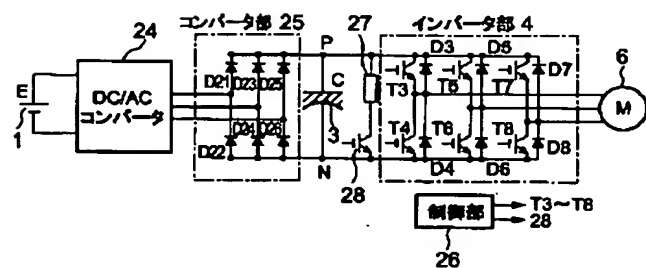 コンバータ部 25
インバータ部 4
24
27
P
D3
D5
E
DC/AC
コンバータ
D21
D23
D25
C
T3
T5
T7
D7
6
M
1
3
D22
D24
D26
T4
T6
T8
D8
N
28
D4
D6
制御部
T3～T8
28
26